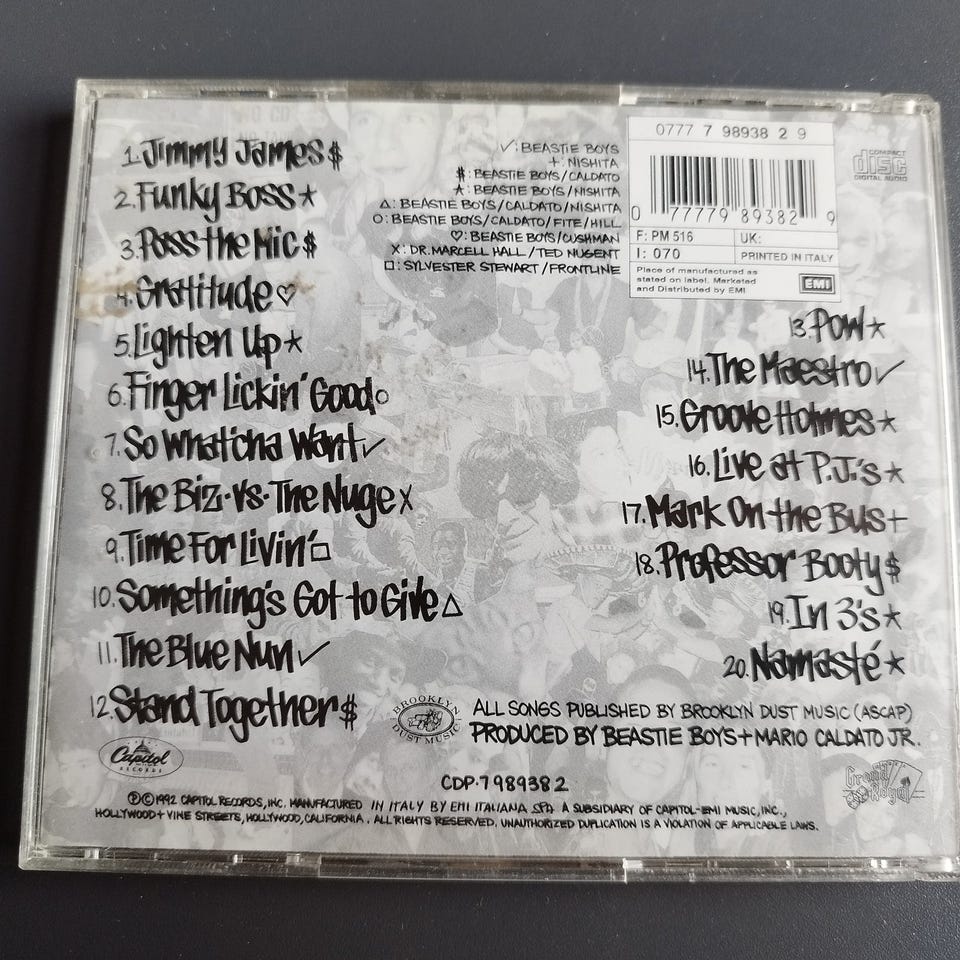 1. Jimmy James $
2. Funky Boss ★
3. Pass the Mic $
4. Gratitude ♡
5. Lighten Up ★
6. Finger Lickin' Good ○
7. So What'cha Want ✓
8. The Biz ·vs· The Nuge X
9. Time For Livin' □
10. Something's Got to Give △
11. The Blue Nun ✓
12. Stand Together $
✓: BEASTIE BOYS
+: NISHITA
$: BEASTIE BOYS/CALDATO
★: BEASTIE BOYS/NISHITA
△: BEASTIE BOYS/CALDATO/NISHITA
○: BEASTIE BOYS/CALDATO/FITE/HILL
♡: BEASTIE BOYS/CUSHMAN
X: DR. MARCELL HALL/TED NUGENT
□: SYLVESTER STEWART/FRONTLINE
0777 7 98938 2 9
0 77779 89382 9
F: PM 516 UK:
I: 070 PRINTED IN ITALY
Place of manufactured as
stated on label. Marketed
and Distributed by EMI
EMI
COMPACT
disc
DIGITAL AUDIO
13. Pow ★
14. The Maestro ✓
15. Groove Holmes ★
16. Live at P.J.'s ★
17. Mark On the Bus +
18. Professor Booty $
19. In 3's ★
20. Namasté ★
BROOKLYN
DUST MUSIC
ALL SONGS PUBLISHED BY BROOKLYN DUST MUSIC (ASCAP)
PRODUCED BY BEASTIE BOYS + MARIO CALDATO JR.
Capitol
RECORDS
Grand Royal
CDP-7 98938 2
℗© 1992 CAPITOL RECORDS, INC. MANUFACTURED IN ITALY BY EMI ITALIANA SPA A SUBSIDIARY OF CAPITOL-EMI MUSIC, INC.,
HOLLYWOOD + VINE STREETS, HOLLYWOOD, CALIFORNIA. ALL RIGHTS RESERVED. UNAUTHORIZED DUPLICATION IS A VIOLATION OF APPLICABLE LAWS.